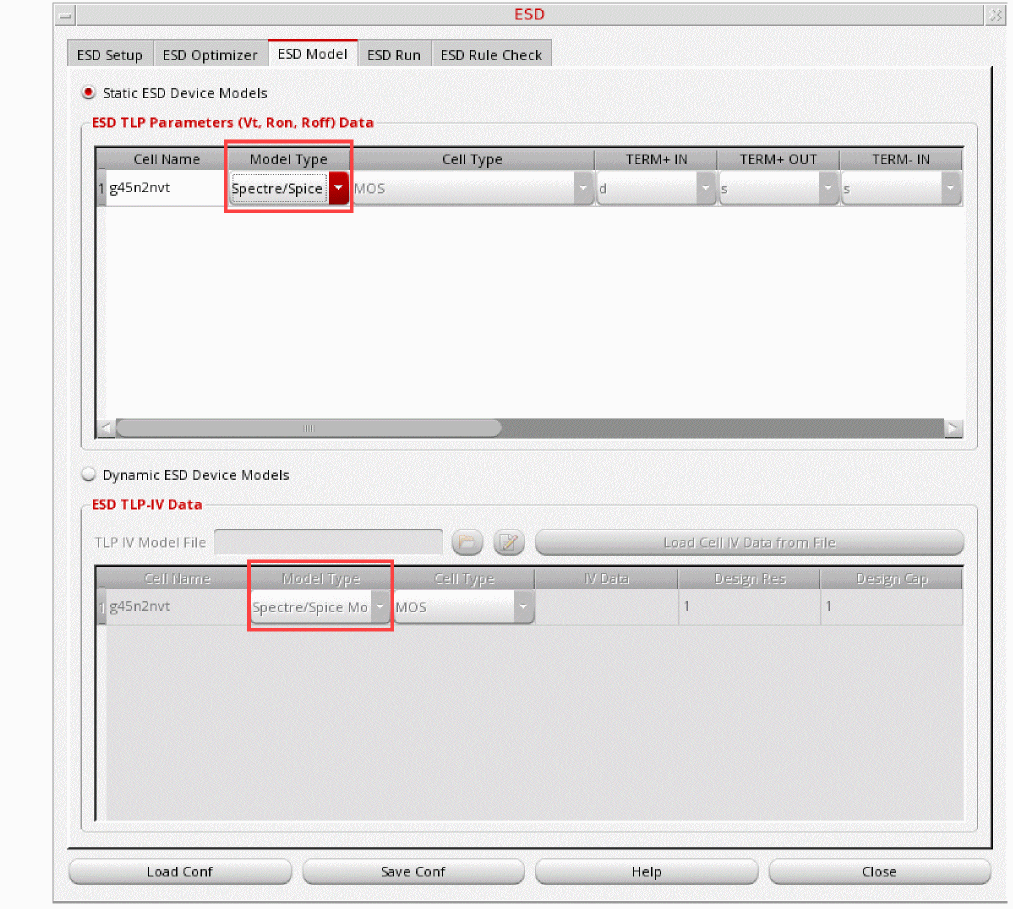 ESD
ESD Setup ESD Optimizer ESD Model ESD Run ESD Rule Check
Static ESD Device Models
ESD TLP Parameters (Vt, Ron, Roff) Data
Cell Name Model Type Cell Type TERM+ IN TERM+ OUT TERM- IN
1 g45n2nvt Spectre/Spice MOS d s s
Dynamic ESD Device Models
ESD TLP-IV Data
TLP IV Model File Load Cell IV Data from File
Cell Name Model Type Cell Type IV Data Design Res Design Cap
1 g45n2nvt Spectre/Spice Mo MOS 1 1
Load Conf Save Conf Help Close